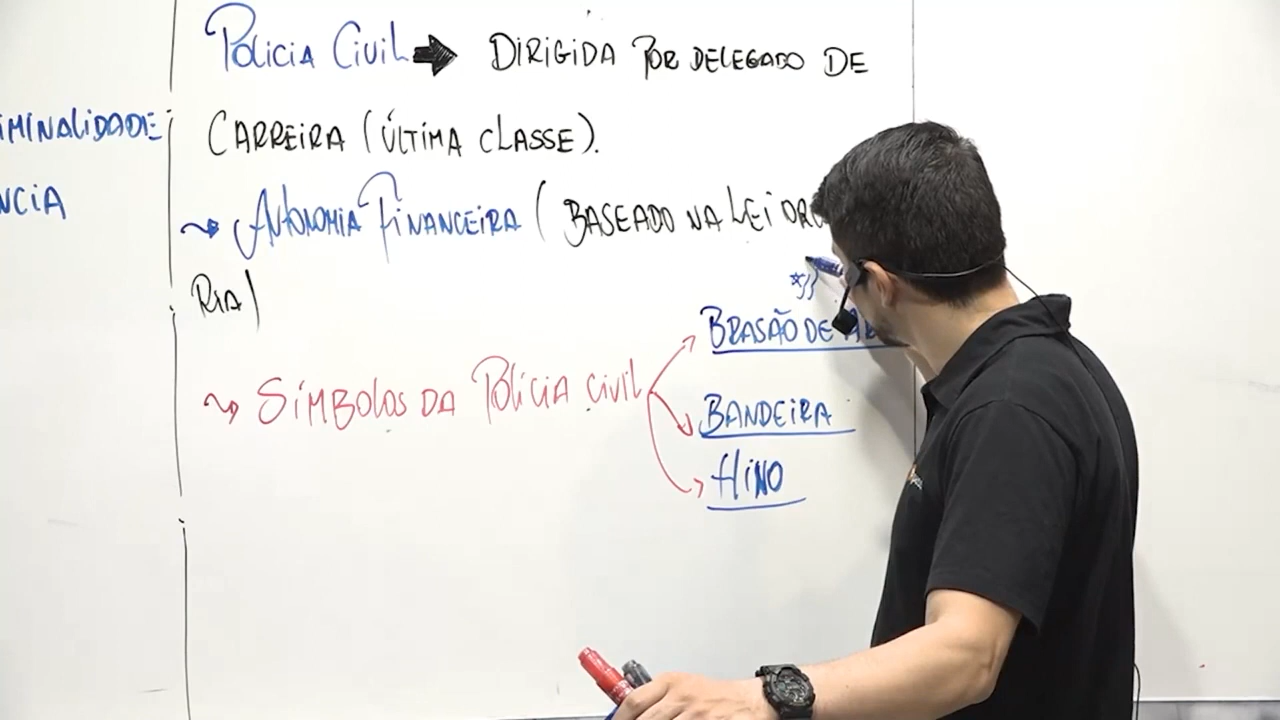 Polícia Civil → DIRIGIDA POR DELEGADO DE
CARREIRA (ÚLTIMA CLASSE).
IMINALIDADE
NCIA
AUTONOMIA FINANCEIRA ( BASEADO NA LEI ORÇ
RIA)
BRASÃO DE
SÍMBOLOS DA POLÍCIA CIVIL
BANDEIRA
HINO